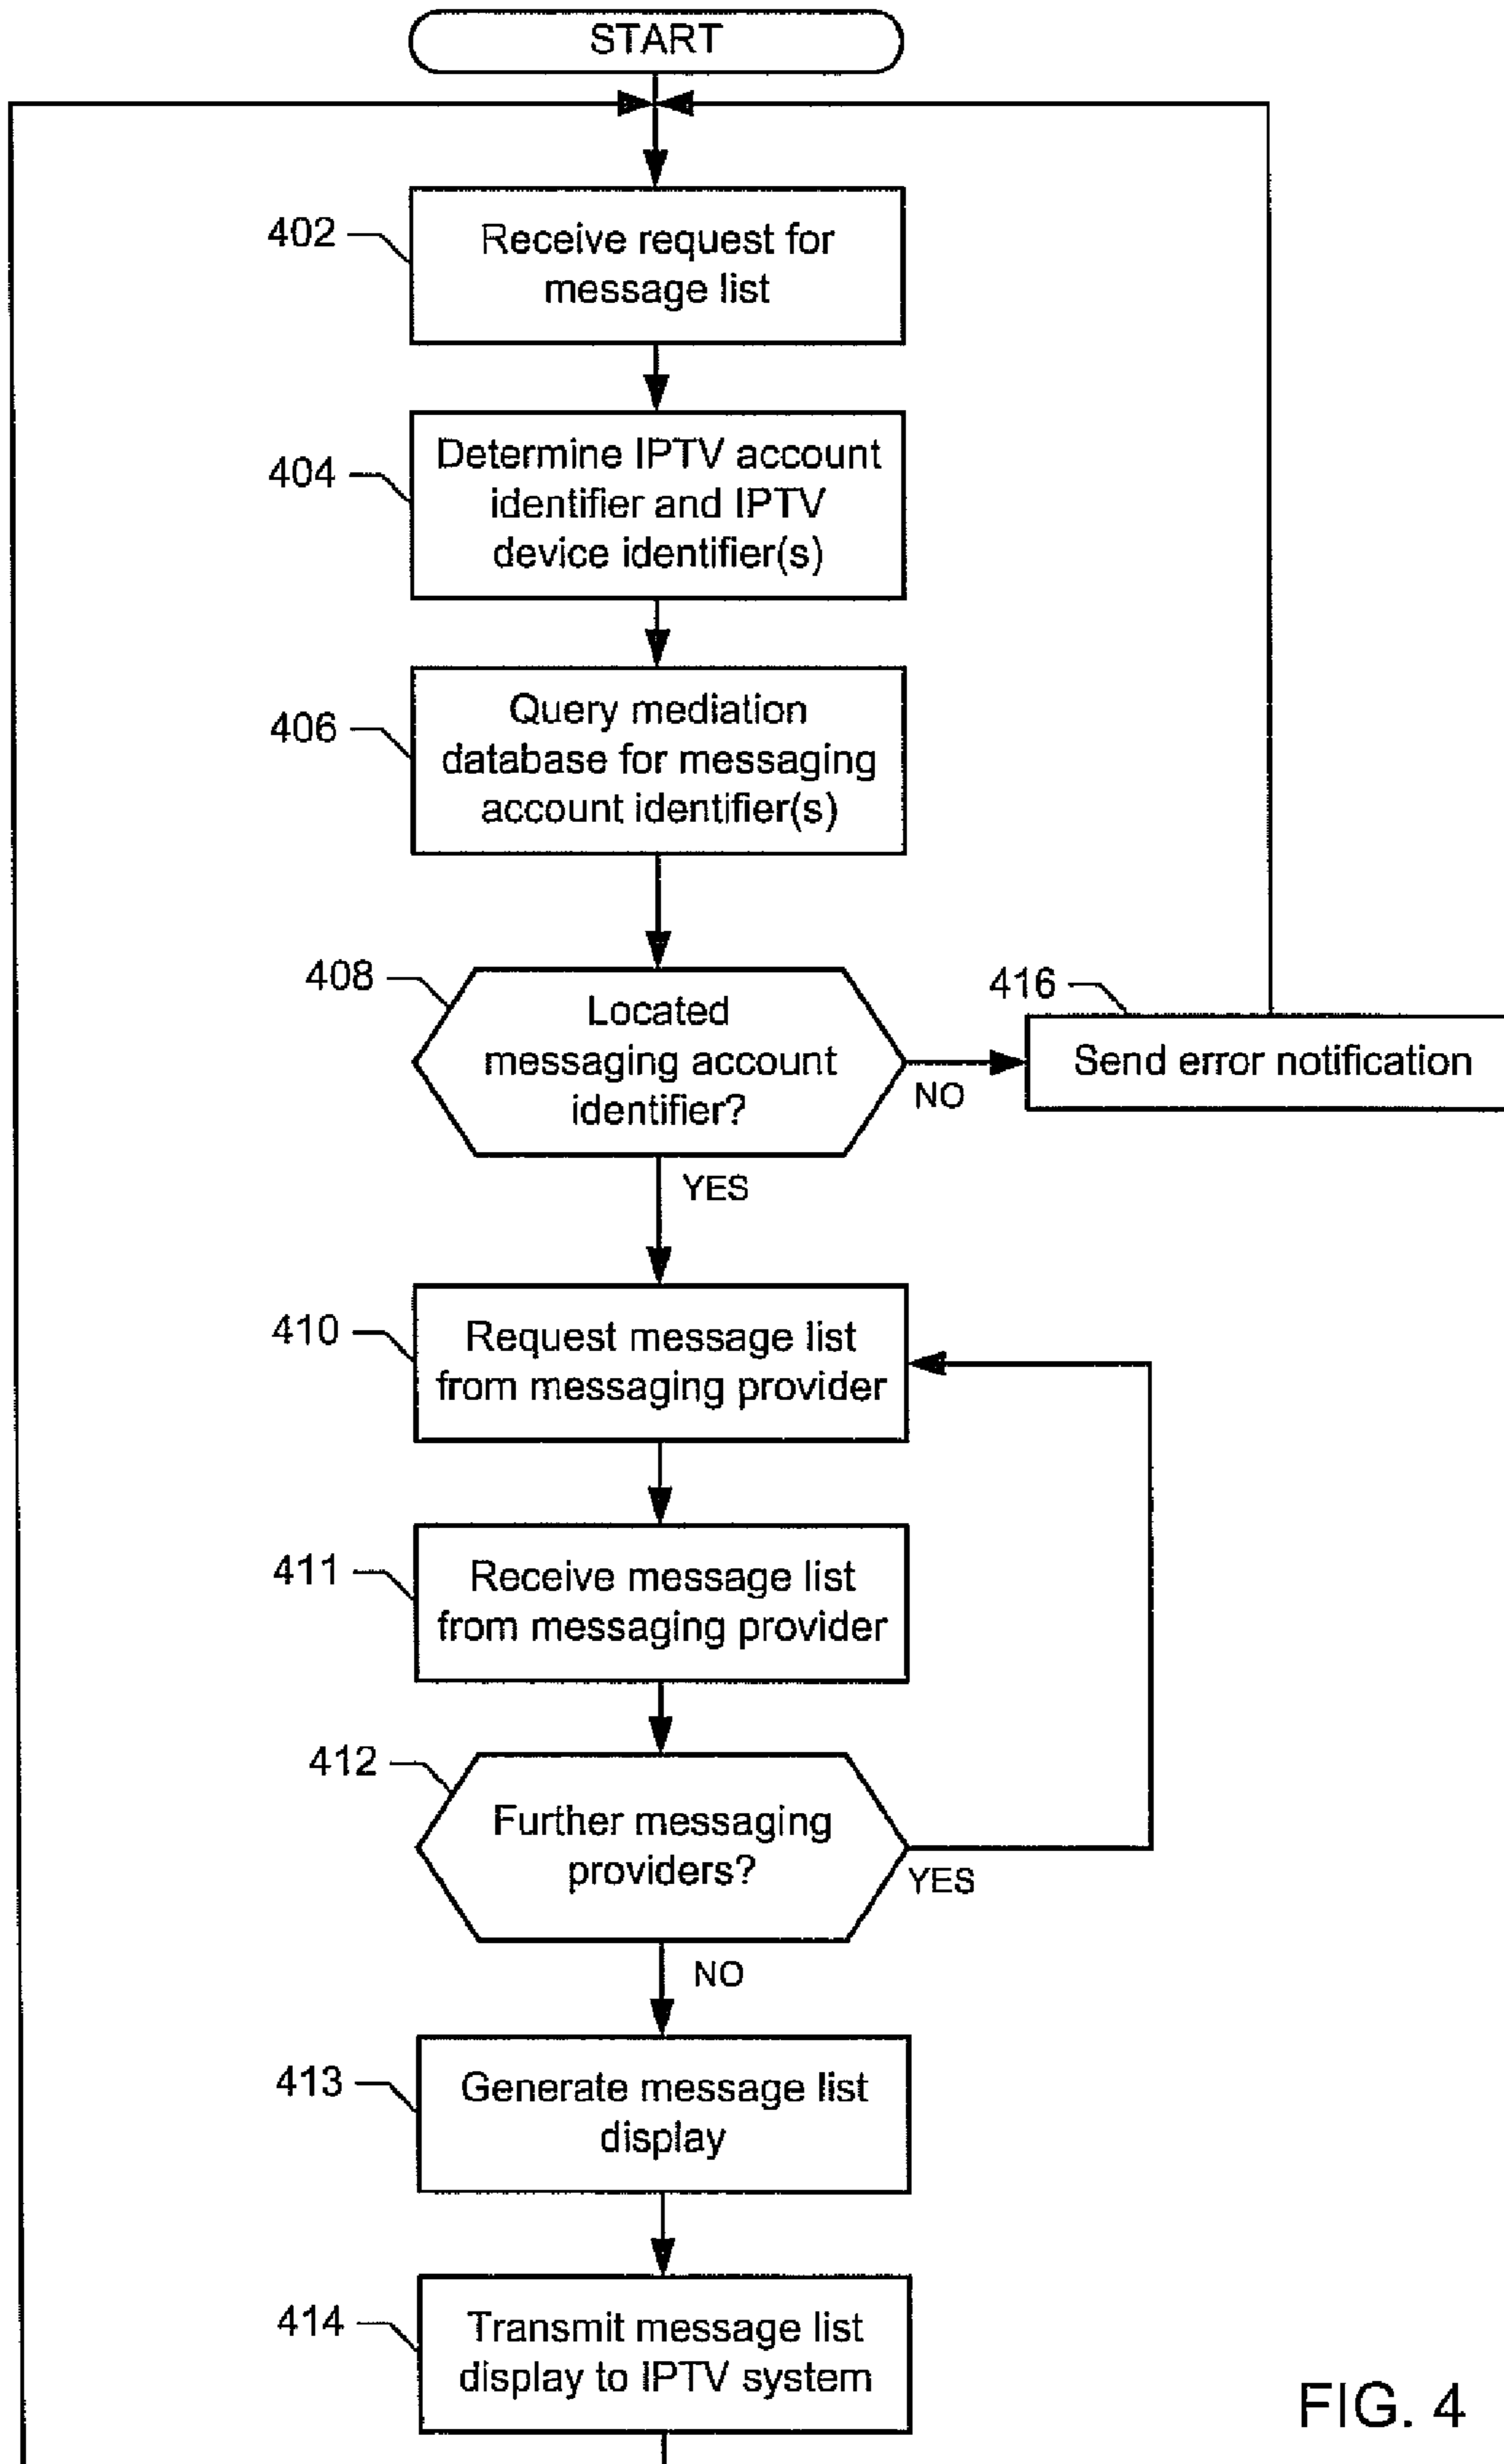 START
402
Receive request for
message list
404
Determine IPTV account
identifier and IPTV
device identifier(s)
406
Query mediation
database for messaging
account identifier(s)
408
Located
messaging account
identifier?
NO
416
Send error notification
YES
410
Request message list
from messaging provider
411
Receive message list
from messaging provider
412
Further messaging
providers?
YES
NO
413
Generate message list
display
414
Transmit message list
display to IPTV system
FIG. 4